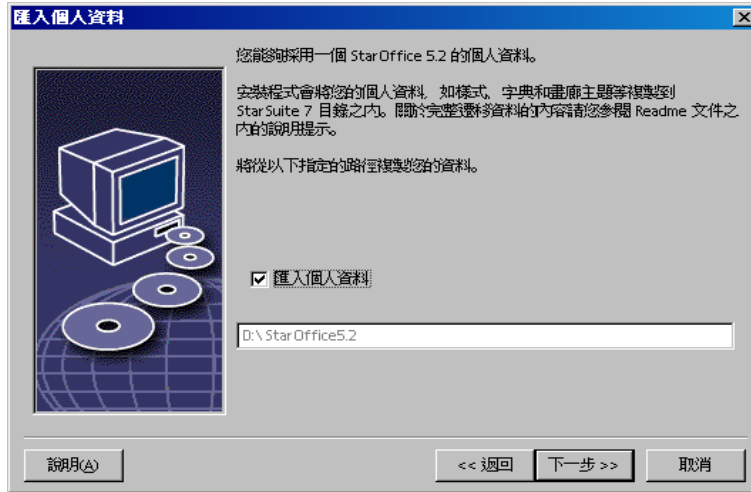 匯入個人資料
您能夠採用一個 StarOffice 5.2 的個人資料。
安裝程式會將您的個人資料, 如樣式、字典和畫廊主題等複製到
StarSuite 7 目錄之內。關於完整遷移資料的內容請您參閱 Readme 文件之
內的說明提示。
將從以下指定的路徑複製您的資料。
匯入個人資料
D:\StarOffice5.2
說明(A)
<< 返回
下一步 >>
取消